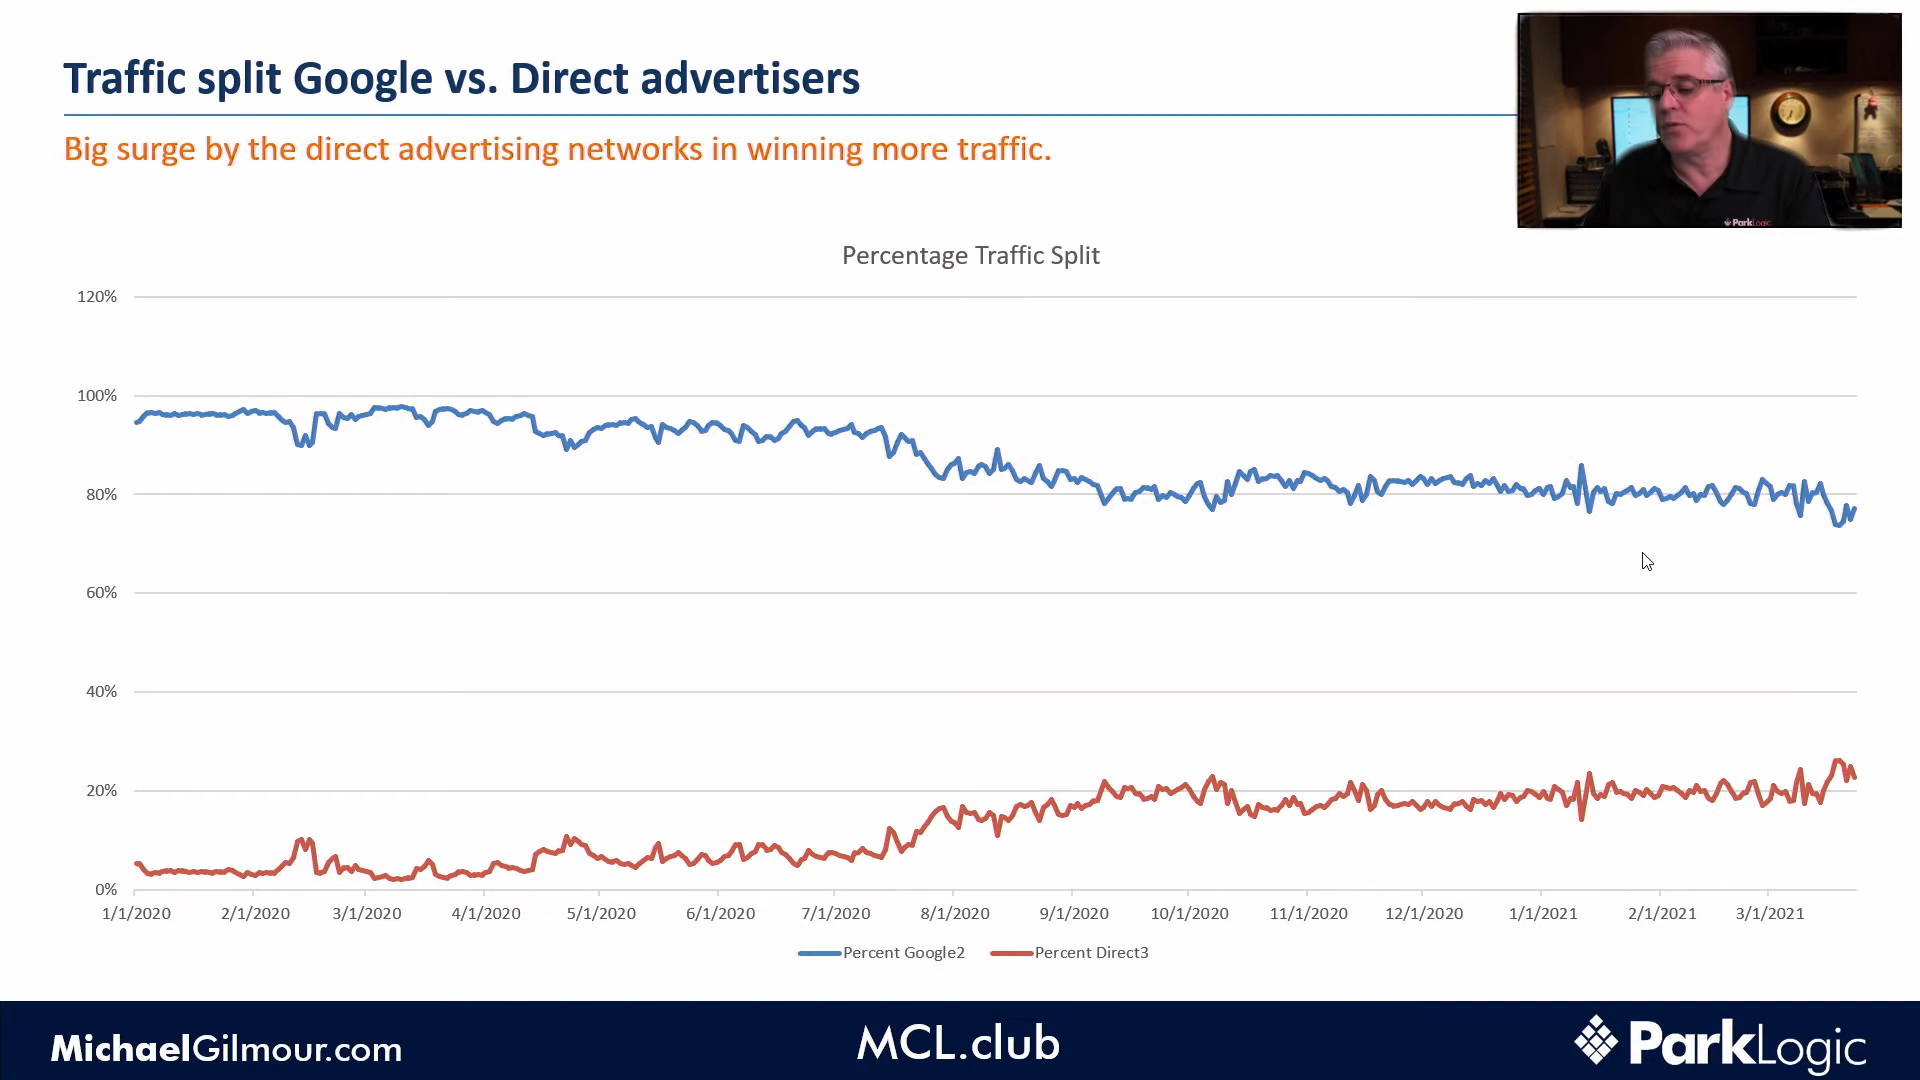 Traffic split Google vs. Direct advertisers
Big surge by the direct advertising networks in winning more traffic.
ParkLogic
Percentage Traffic Split
120%
100%
80%
60%
40%
20%
0%
1/1/2020 2/1/2020 3/1/2020 4/1/2020 5/1/2020 6/1/2020 7/1/2020 8/1/2020 9/1/2020 10/1/2020 11/1/2020 12/1/2020 1/1/2021 2/1/2021 3/1/2021
Percent Google2 Percent Direct3
MichaelGilmour.com MCL.club ParkLogic